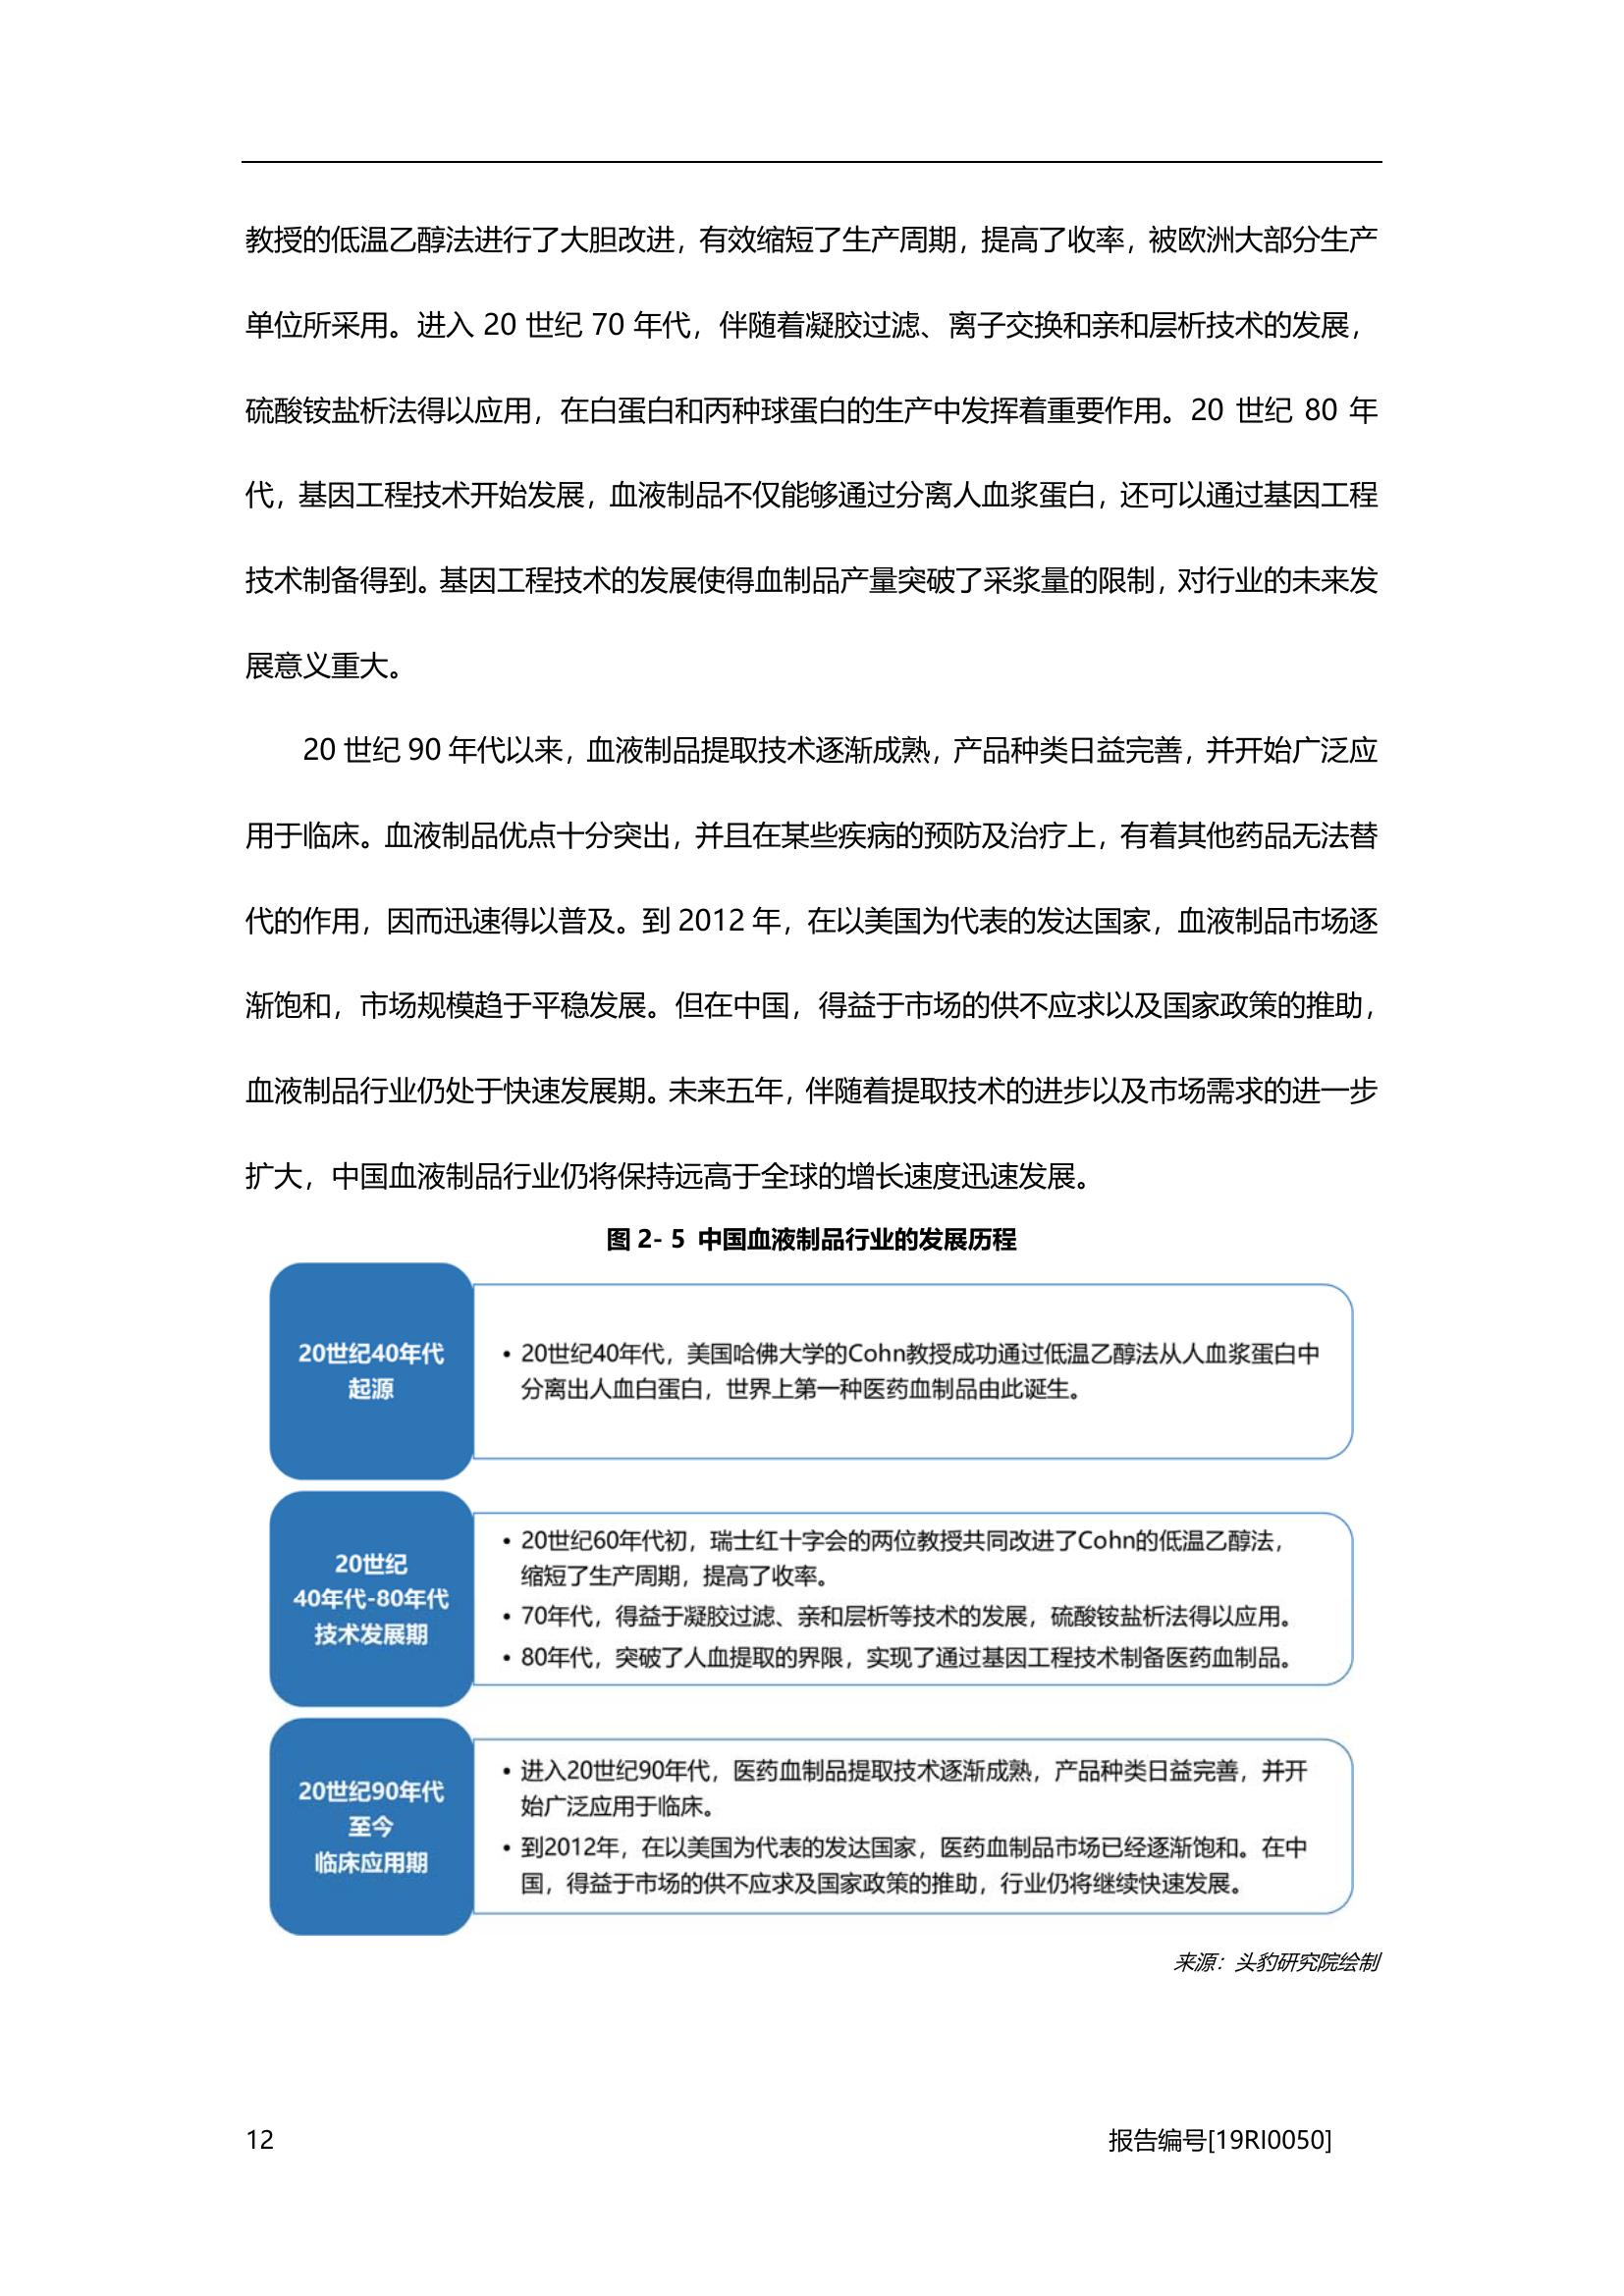 教授的低温乙醇法进行了大胆改进，有效缩短了生产周期，提高了收率，被欧洲大部分生产
单位所采用。进入 20 世纪 70 年代，伴随着凝胶过滤、离子交换和亲和层析技术的发展，
硫酸铵盐析法得以应用，在白蛋白和丙种球蛋白的生产中发挥着重要作用。20 世纪 80 年
代，基因工程技术开始发展，血液制品不仅能够通过分离人血浆蛋白，还可以通过基因工程
技术制备得到。基因工程技术的发展使得血制品产量突破了采浆量的限制，对行业的未来发
展意义重大。
20 世纪 90 年代以来，血液制品提取技术逐渐成熟，产品种类日益完善，并开始广泛应
用于临床。血液制品优点十分突出，并且在某些疾病的预防及治疗上，有着其他药品无法替
代的作用，因而迅速得以普及。到 2012 年，在以美国为代表的发达国家，血液制品市场逐
渐饱和，市场规模趋于平稳发展。但在中国，得益于市场的供不应求以及国家政策的推助，
血液制品行业仍处于快速发展期。未来五年，伴随着提取技术的进步以及市场需求的进一步
扩大，中国血液制品行业仍将保持远高于全球的增长速度迅速发展。
图 2- 5 中国血液制品行业的发展历程
20世纪40年代
起源
• 20世纪40年代，美国哈佛大学的Cohn教授成功通过低温乙醇法从人血浆蛋白中
分离出人血白蛋白，世界上第一种医药血制品由此诞生。
20世纪
40年代-80年代
技术发展期
• 20世纪60年代初，瑞士红十字会的两位教授共同改进了Cohn的低温乙醇法，
缩短了生产周期，提高了收率。
• 70年代，得益于凝胶过滤、亲和层析等技术的发展，硫酸铵盐析法得以应用。
• 80年代，突破了人血提取的界限，实现了通过基因工程技术制备医药血制品。
20世纪90年代
至今
临床应用期
• 进入20世纪90年代，医药血制品提取技术逐渐成熟，产品种类日益完善，并开
始广泛应用于临床。
• 到2012年，在以美国为代表的发达国家，医药血制品市场已经逐渐饱和。在中
国，得益于市场的供不应求及国家政策的推助，行业仍将继续快速发展。
来源：头豹研究院绘制
12
报告编号[19RI0050]